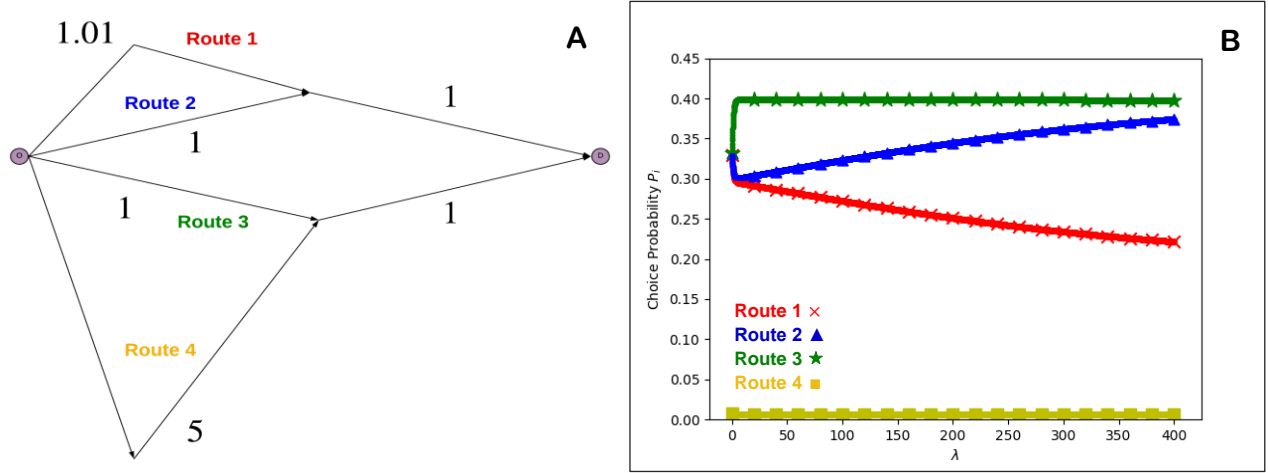 1.01
Route 1
A
Route 2
1
1
O
D
1
Route 3
1
Route 4
5
B
0.45
0.40
0.35
0.30
0.25
0.20
0.15
0.10
0.05
0.00
Choice Probability Pᵢ
Route 1
Route 2
Route 3
Route 4
0 50 100 150 200 250 300 350 400
λ